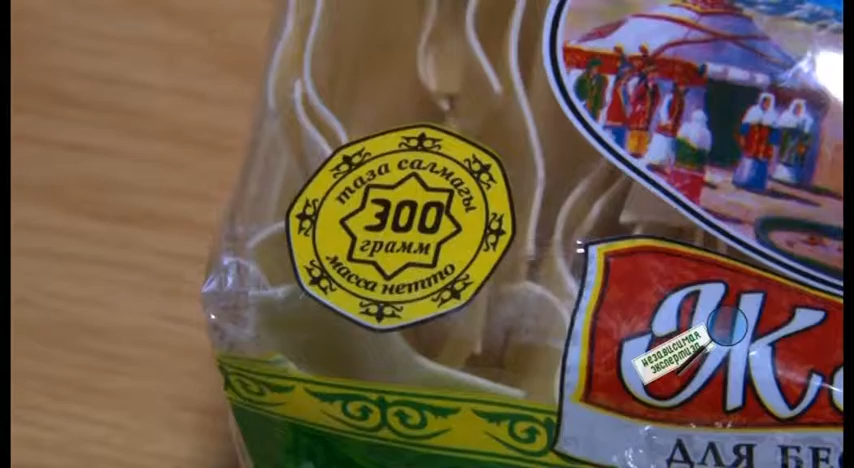 таза салмағы
300
грамм
масса нетто
Ж
независимая
экспертиза
ДЛЯ БЕ